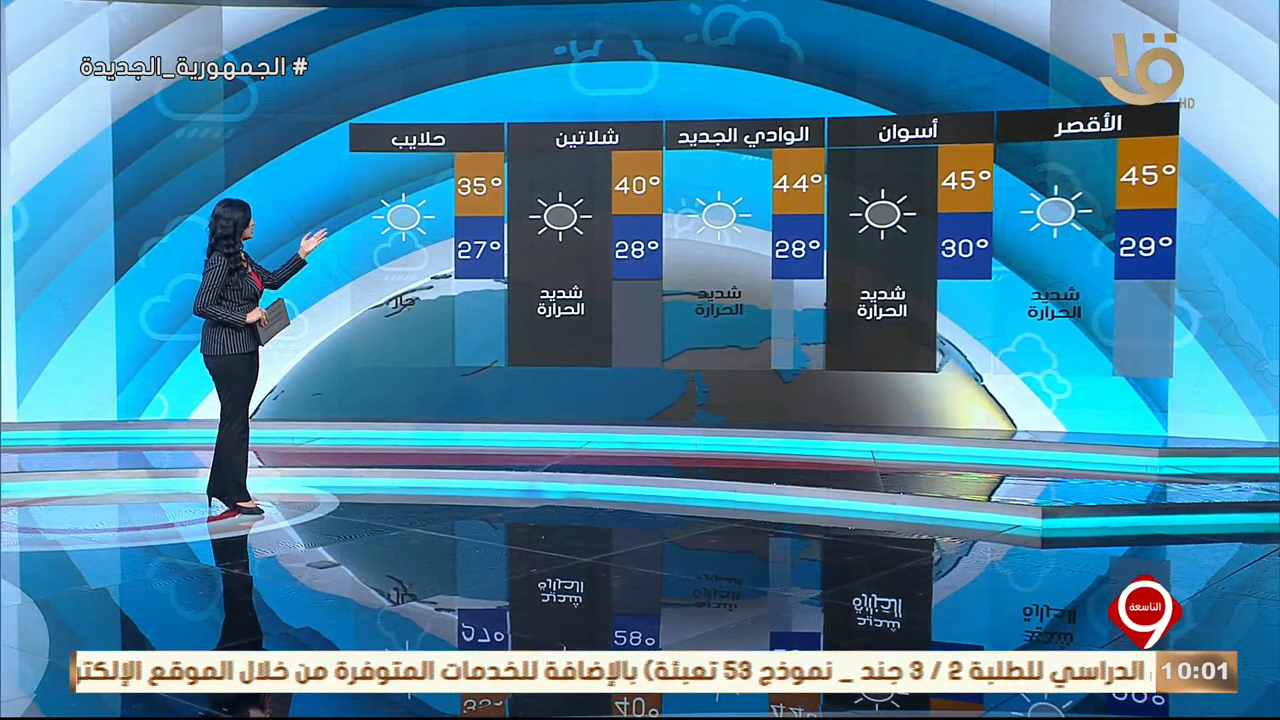 # الجمهورية_الجديدة
HD
الأقصر
45°
29°
شديد
الحرارة
أسوان
45°
30°
شديد
الحرارة
الوادي الجديد
44°
28°
شديد
الحرارة
شلاتين
40°
28°
شديد
الحرارة
حلايب
35°
27°
حار
التاسعة
9
10:01
الدراسي للطلبة 2 / 3 جند _ نموذج 53 تعبئة) بالإضافة للخدمات المتوفرة من خلال الموقع